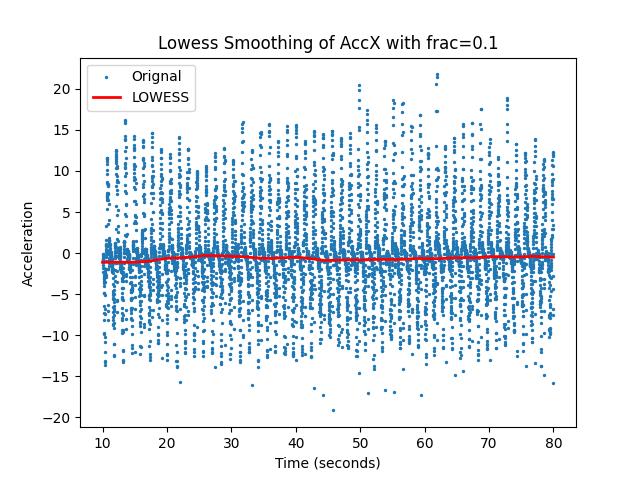 Lowess Smoothing of AccX with frac=0.1
Orignal
LOWESS
20
15
10
5
0
−5
−10
−15
−20
Acceleration
10 20 30 40 50 60 70 80
Time (seconds)